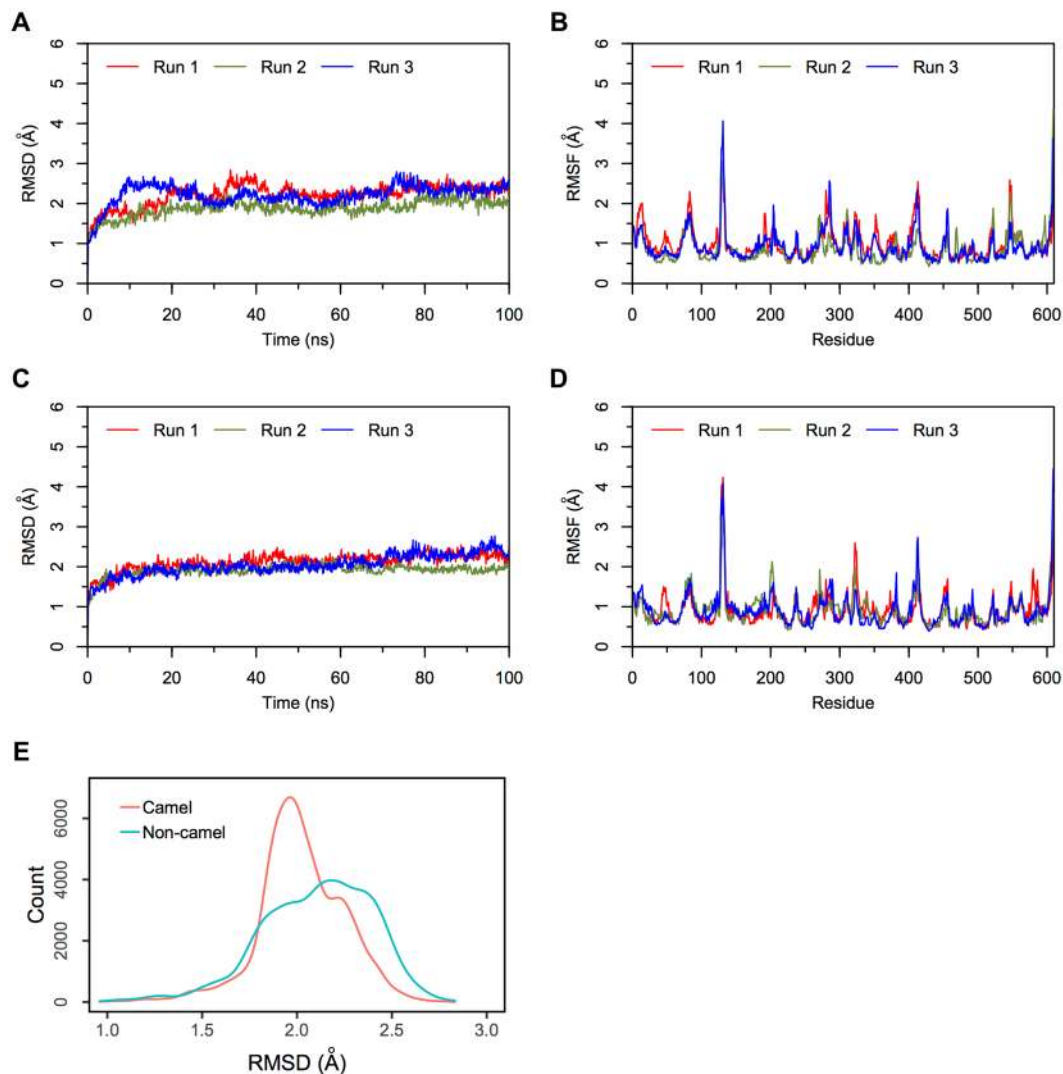 A
RMSD (Å)
0 1 2 3 4 5 6
Run 1 Run 2 Run 3
0 20 40 60 80 100
Time (ns)
B
RMSF (Å)
0 1 2 3 4 5 6
Run 1 Run 2 Run 3
0 100 200 300 400 500 600
Residue
C
RMSD (Å)
0 1 2 3 4 5 6
Run 1 Run 2 Run 3
0 20 40 60 80 100
Time (ns)
D
RMSF (Å)
0 1 2 3 4 5 6
Run 1 Run 2 Run 3
0 100 200 300 400 500 600
Residue
E
Count
0 2000 4000 6000
Camel
Non-camel
1.0 1.5 2.0 2.5 3.0
RMSD (Å)